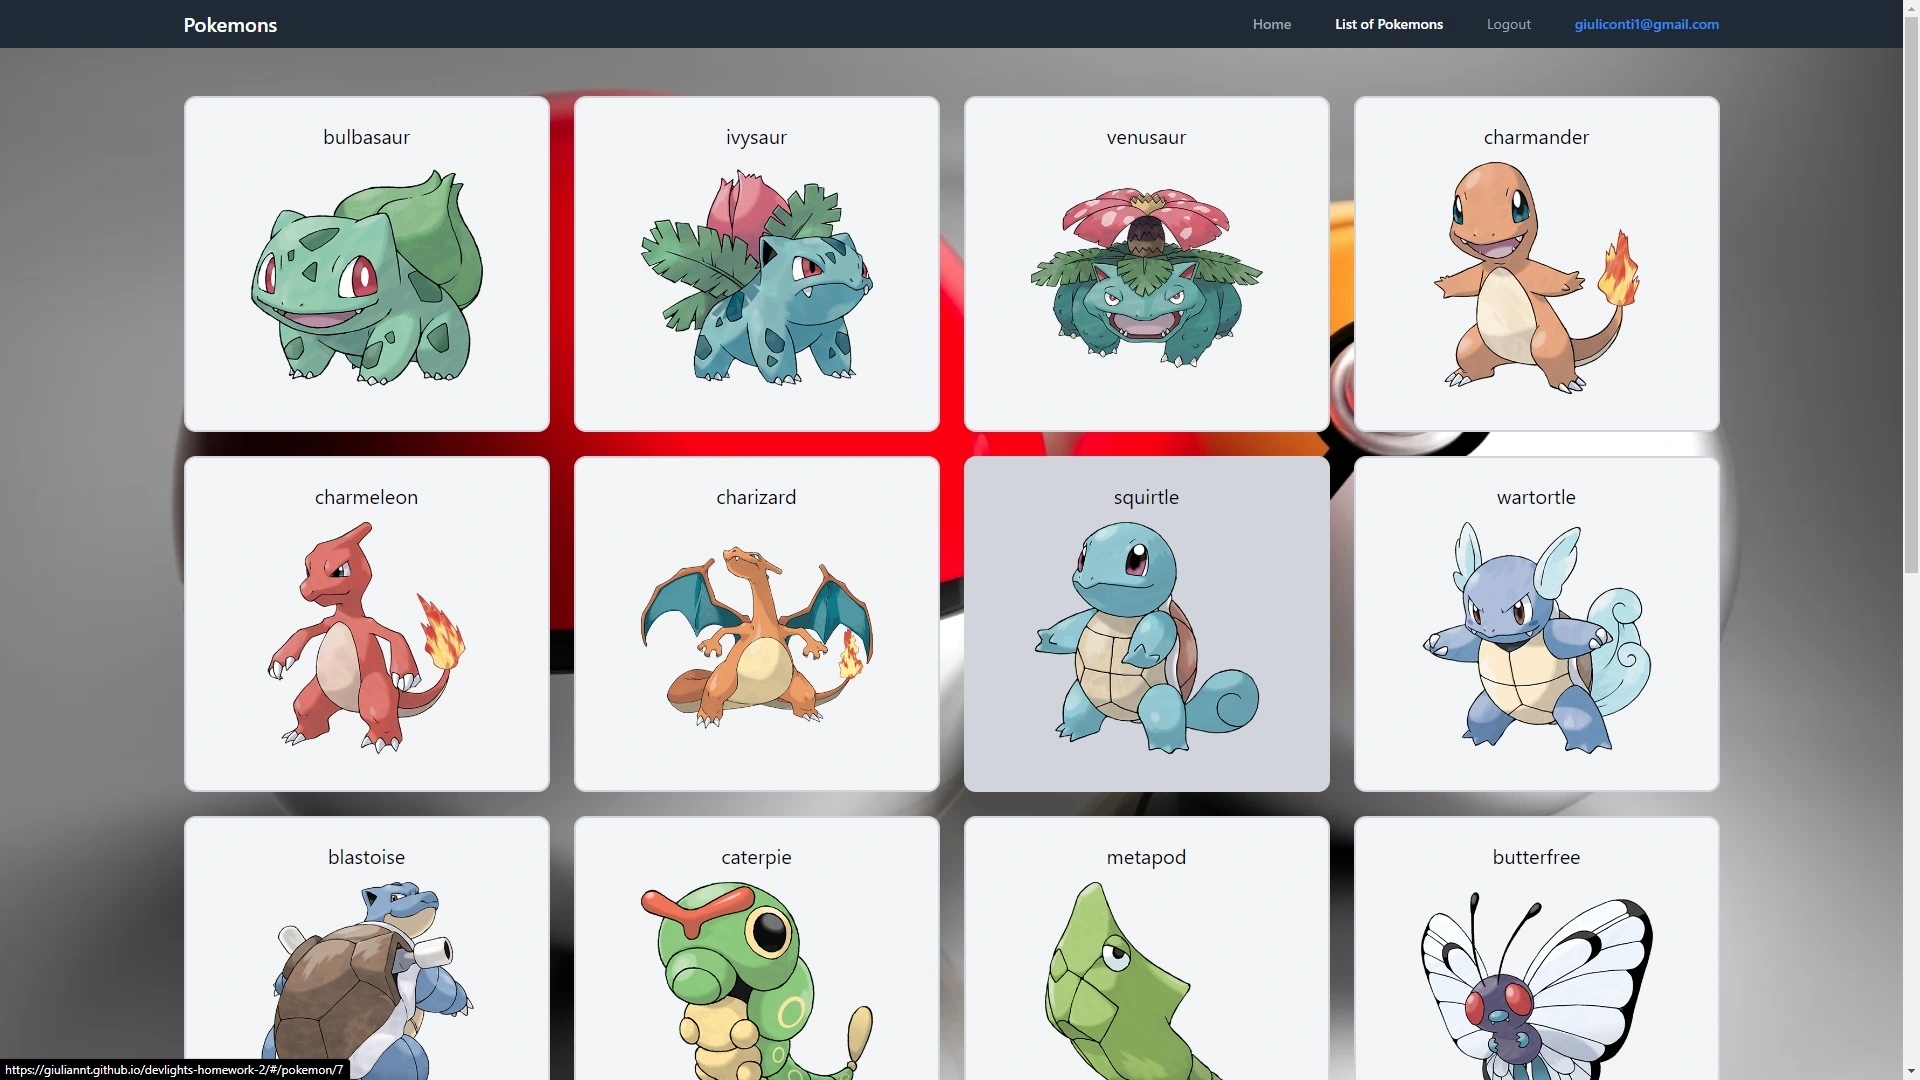 Pokemons
Home
List of Pokemons
Logout
giuliconti1@gmail.com
bulbasaur
ivysaur
venusaur
charmander
charmeleon
charizard
squirtle
wartortle
blastoise
caterpie
metapod
butterfree
https://giuliannt.github.io/devlights-homework-2/#/pokemon/7